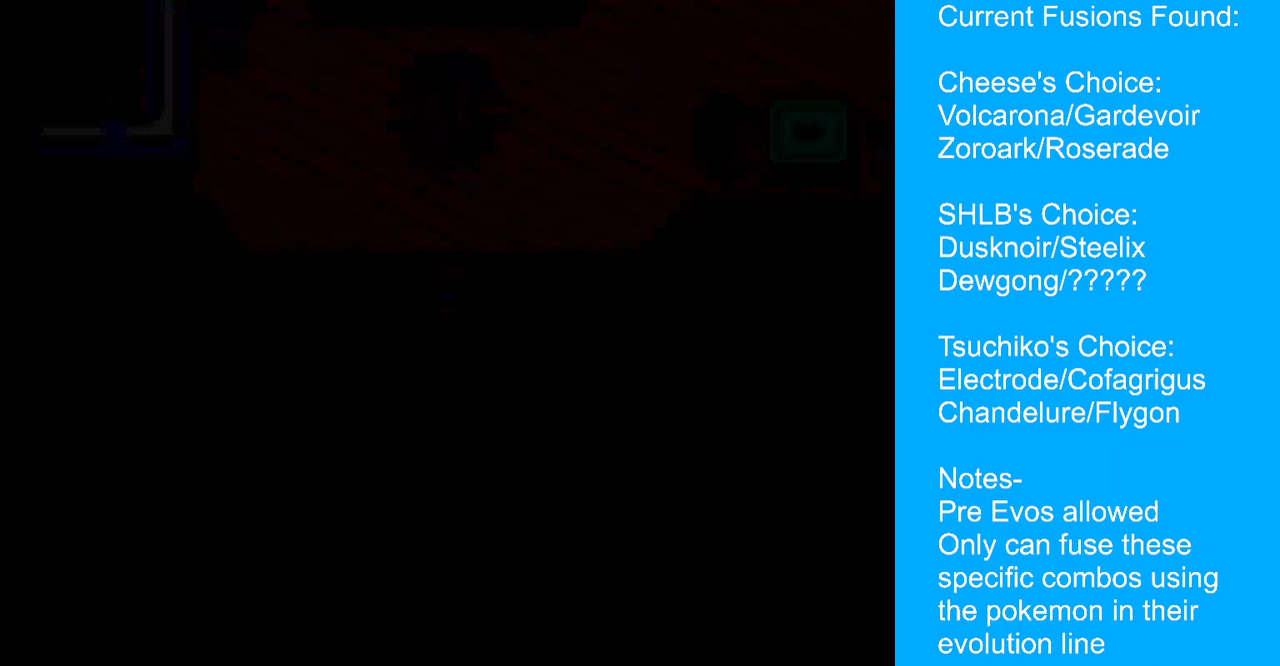 Current Fusions Found:
Cheese's Choice:
Volcarona/Gardevoir
Zoroark/Roserade
SHLB's Choice:
Dusknoir/Steelix
Dewgong/?????
Tsuchiko's Choice:
Electrode/Cofagrigus
Chandelure/Flygon
Notes-
Pre Evos allowed
Only can fuse these
specific combos using
the pokemon in their
evolution line